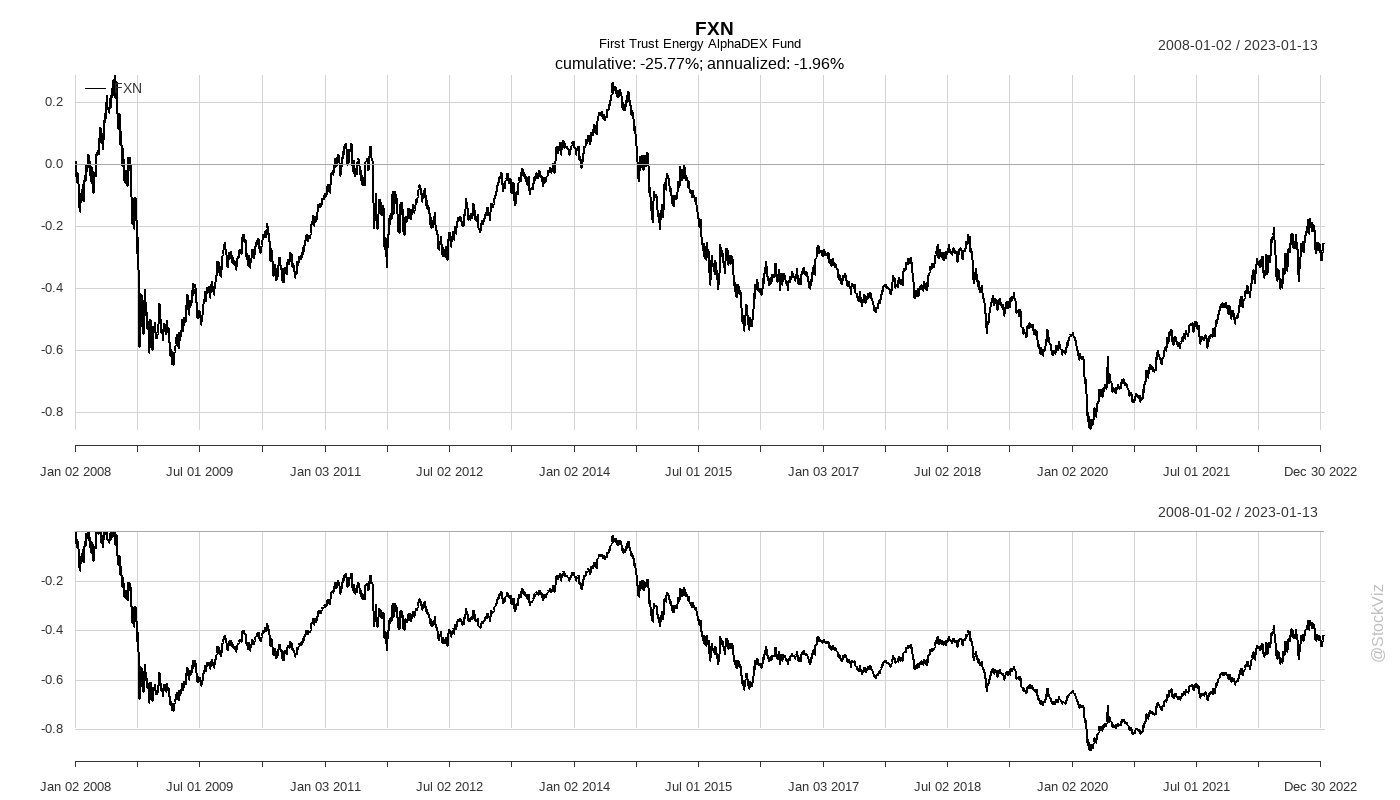 FXN
First Trust Energy AlphaDEX Fund
2008-01-02 / 2023-01-13
cumulative: -25.77%; annualized: -1.96%
FXN
0.2
0.0
-0.2
-0.4
-0.6
-0.8
Jan 02 2008 Jul 01 2009 Jan 03 2011 Jul 02 2012 Jan 02 2014 Jul 01 2015 Jan 03 2017 Jul 02 2018 Jan 02 2020 Jul 01 2021 Dec 30 2022
2008-01-02 / 2023-01-13
-0.2
-0.4
-0.6
-0.8
Jan 02 2008 Jul 01 2009 Jan 03 2011 Jul 02 2012 Jan 02 2014 Jul 01 2015 Jan 03 2017 Jul 02 2018 Jan 02 2020 Jul 01 2021 Dec 30 2022
@StockViz